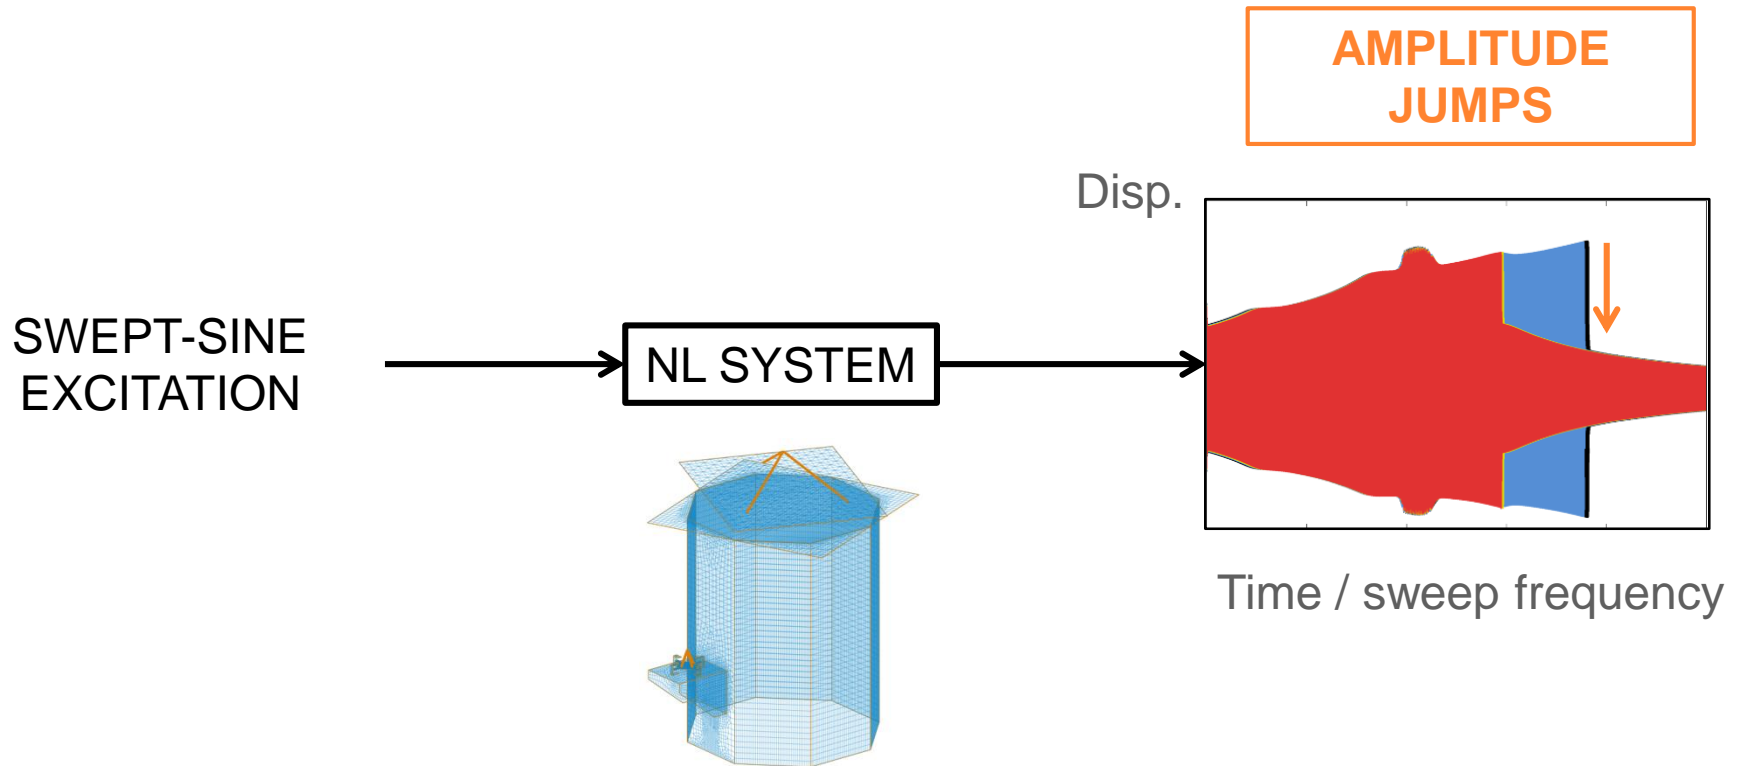 AMPLITUDE
JUMPS
Disp.
SWEPT-SINE
EXCITATION
NL SYSTEM
Time / sweep frequency